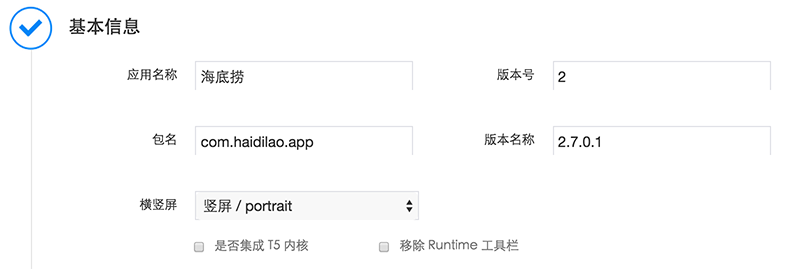 基本信息
应用名称 海底捞 版本号 2
包名 com.haidilao.app 版本名称 2.7.0.1
横竖屏 竖屏 / portrait
是否集成 T5 内核 移除 Runtime 工具栏